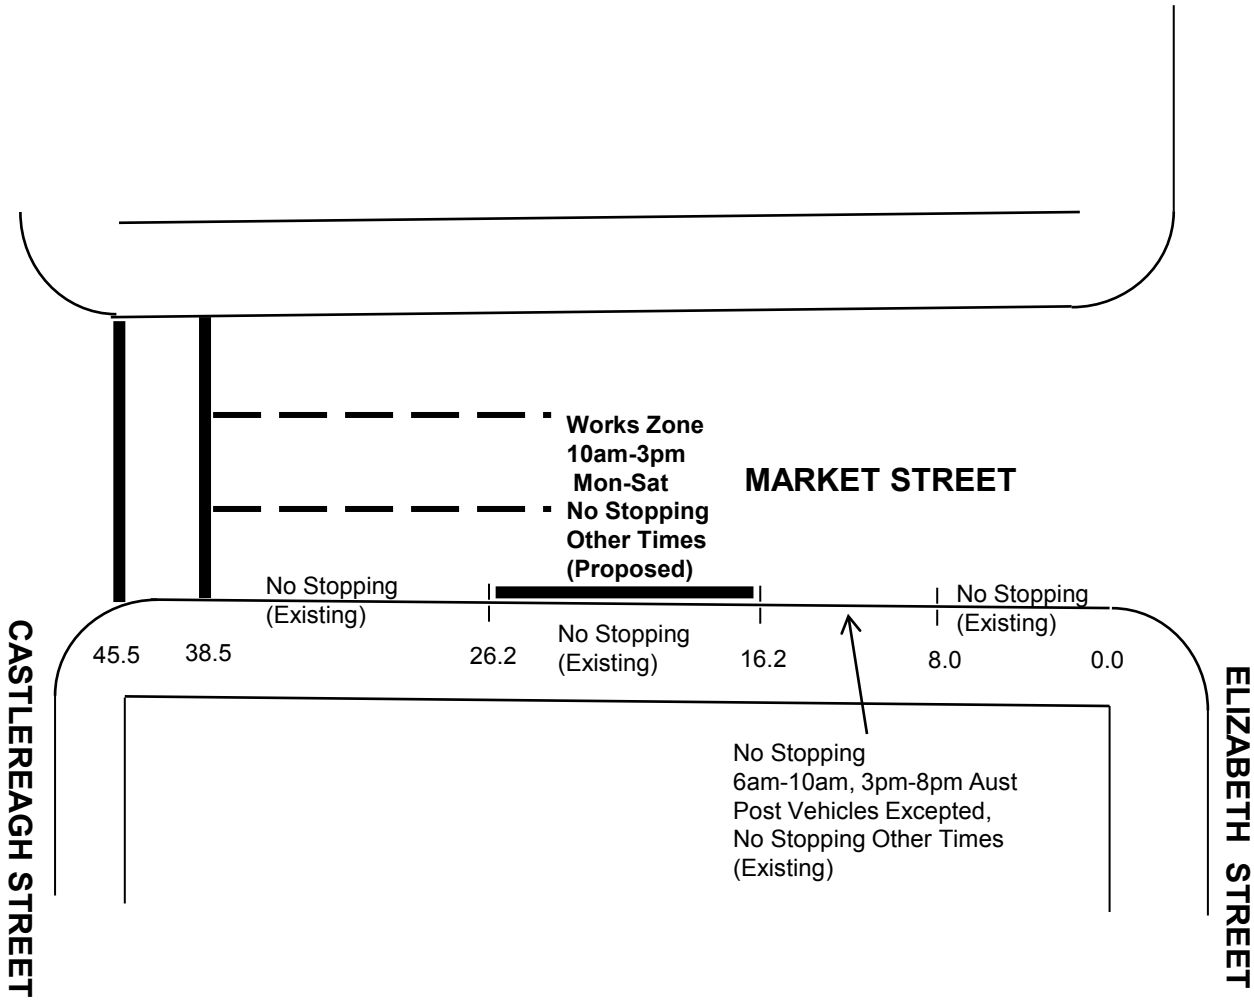 Works Zone
10am-3pm
Mon-Sat
No Stopping
Other Times
(Proposed)
MARKET STREET
No Stopping
(Existing)
No Stopping
(Existing)
No Stopping
(Existing)
45.5
38.5
26.2
16.2
8.0
0.0
CASTLEREAGH STREET
ELIZABETH STREET
No Stopping
6am-10am, 3pm-8pm Aust
Post Vehicles Excepted,
No Stopping Other Times
(Existing)